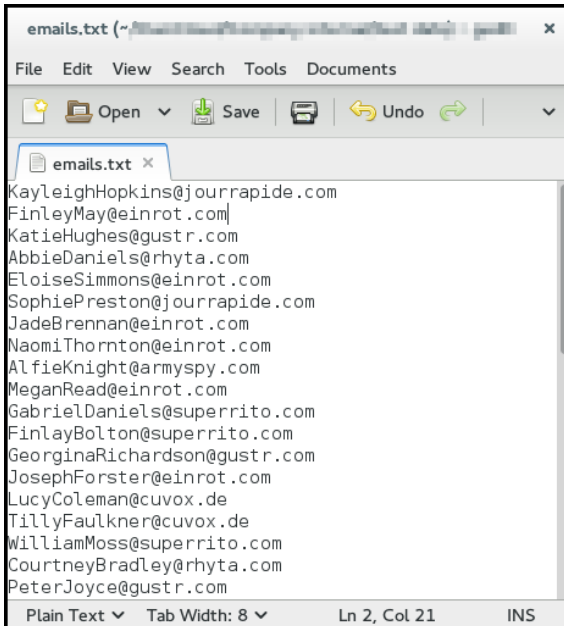 emails.txt (~/
File Edit View Search Tools Documents
Open Save Undo
emails.txt
KayleighHopkins@jourrapide.com
FinleyMay@einrot.com
KatieHughes@gustr.com
AbbieDaniels@rhyta.com
EloiseSimmons@einrot.com
SophiePreston@jourrapide.com
JadeBrennan@einrot.com
NaomiThornton@einrot.com
AlfieKnight@armyspy.com
MeganRead@einrot.com
GabrielDaniels@superrito.com
FinlayBolton@superrito.com
GeorginaRichardson@gustr.com
JosephForster@einrot.com
LucyColeman@cuvox.de
TillyFaulkner@cuvox.de
WilliamMoss@superrito.com
CourtneyBradley@rhyta.com
PeterJoyce@gustr.com
Plain Text Tab Width: 8 Ln 2, Col 21 INS